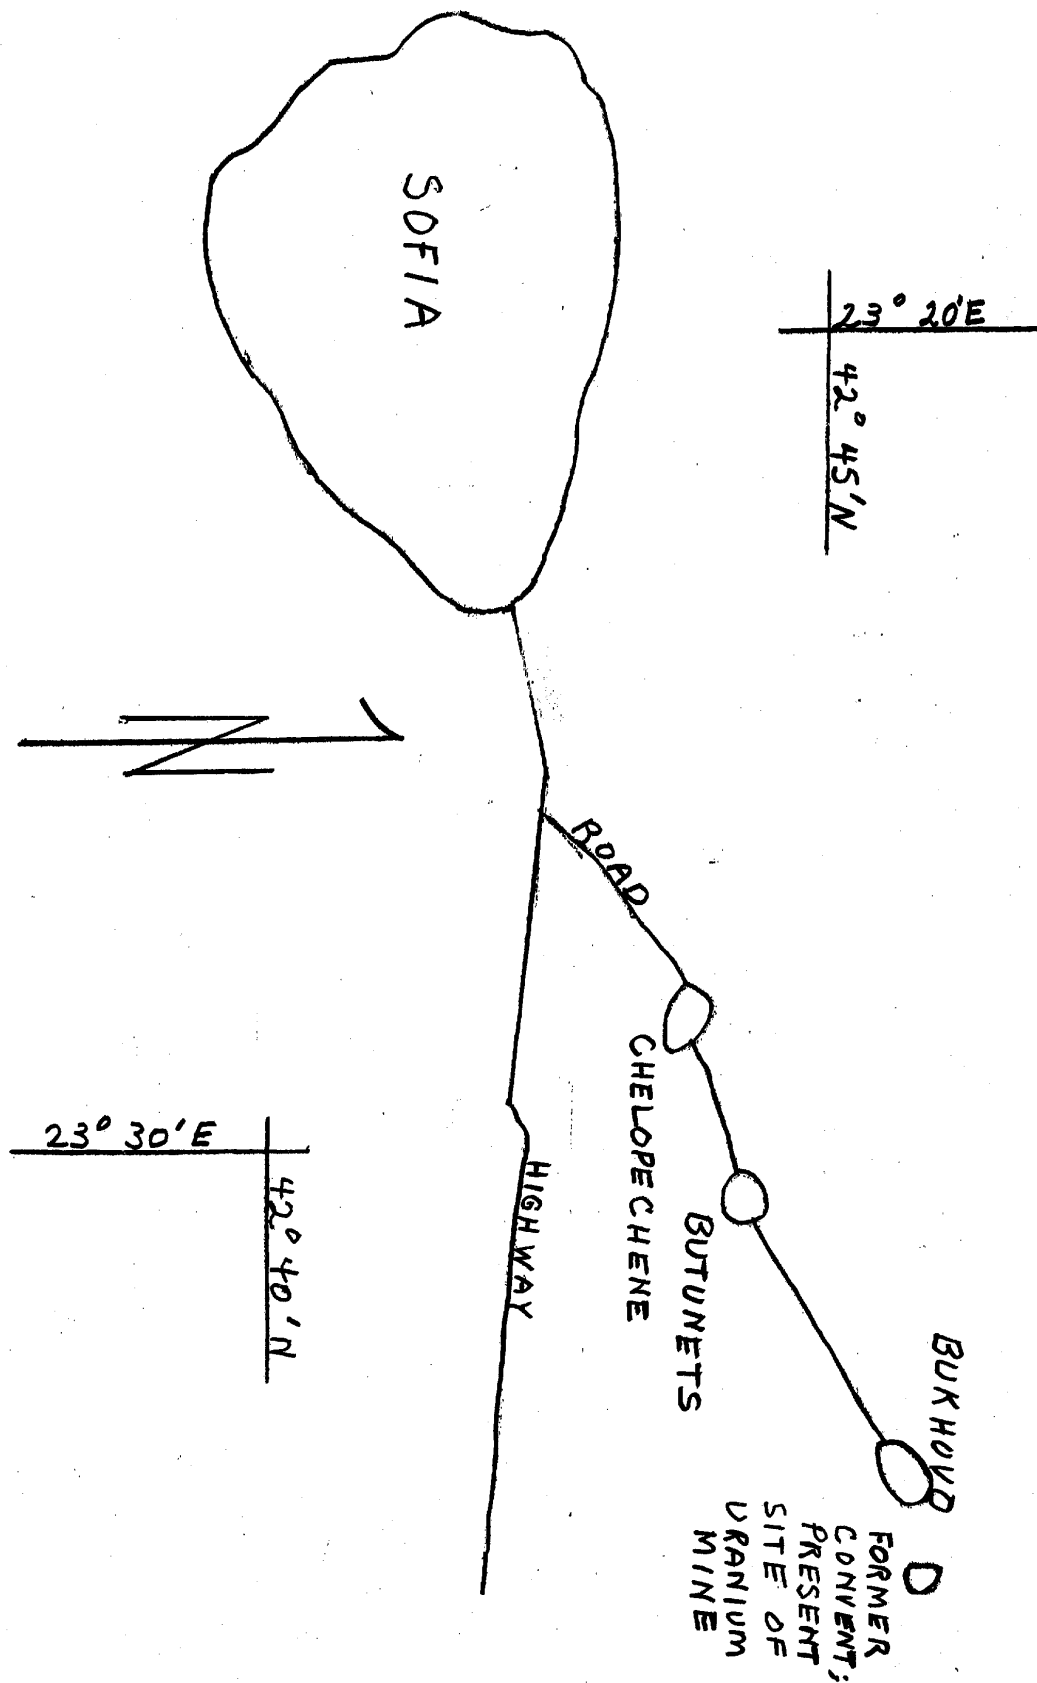 23° 20'E
42° 45'N
SOFIA
N
ROAD
CHELOPECHENE
BUTUNETS
BUKHOVO
FORMER
CONVENT;
PRESENT
SITE OF
URANIUM
MINE
HIGHWAY
23° 30'E
42° 40'N